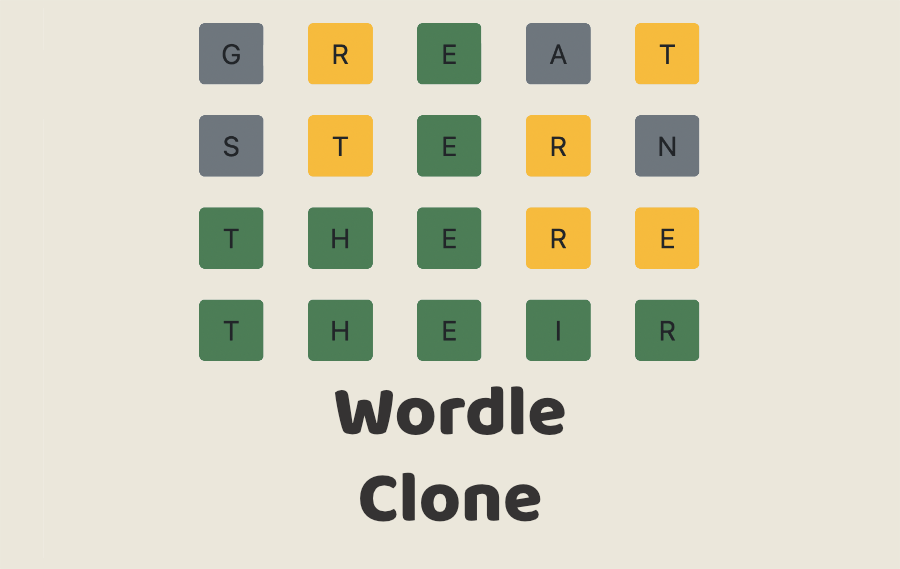 G R E A T
S T E R N
T H E R E
T H E I R
Wordle
Clone